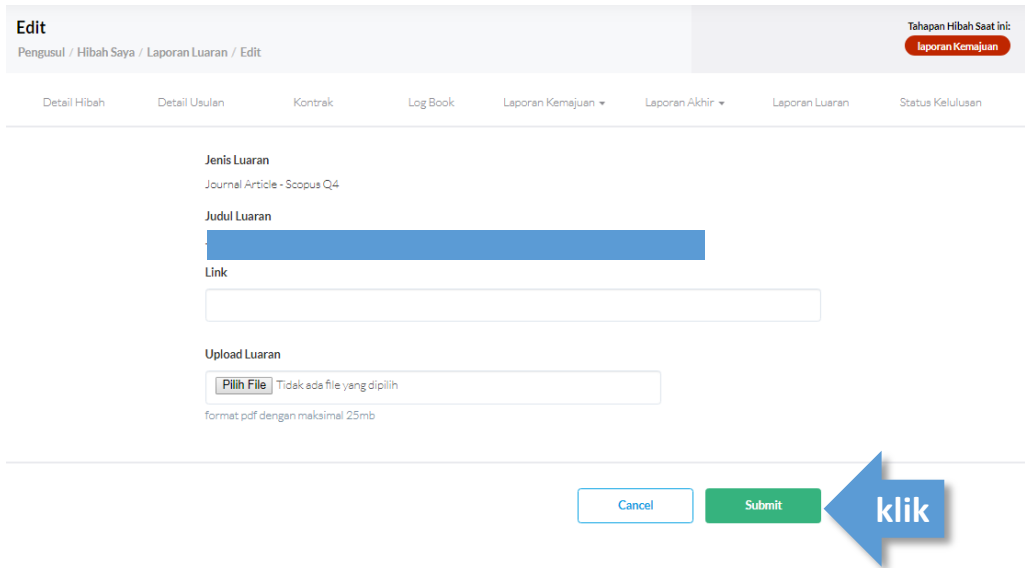 Edit
Tahapan Hibah Saat ini:
Pengusul / Hibah Saya / Laporan Luaran / Edit
laporan Kemajuan
Detail Hibah Detail Usulan Kontrak Log Book Laporan Kemajuan Laporan Akhir Laporan Luaran Status Kelulusan
Jenis Luaran
Journal Article - Scopus Q4
Judul Luaran
Link
Upload Luaran
Pilih File Tidak ada file yang dipilih
format pdf dengan maksimal 25mb
Cancel Submit klik